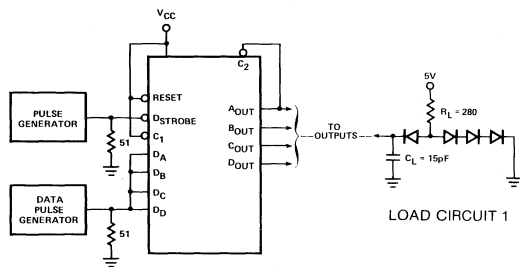 VCC
C2
RESET
DSTROBE
C1
DA
DB
DC
DD
AOUT
BOUT
COUT
DOUT
PULSE
GENERATOR
51
DATA
PULSE
GENERATOR
51
TO
OUTPUTS
5V
RL = 280
CL = 15pF
LOAD CIRCUIT 1